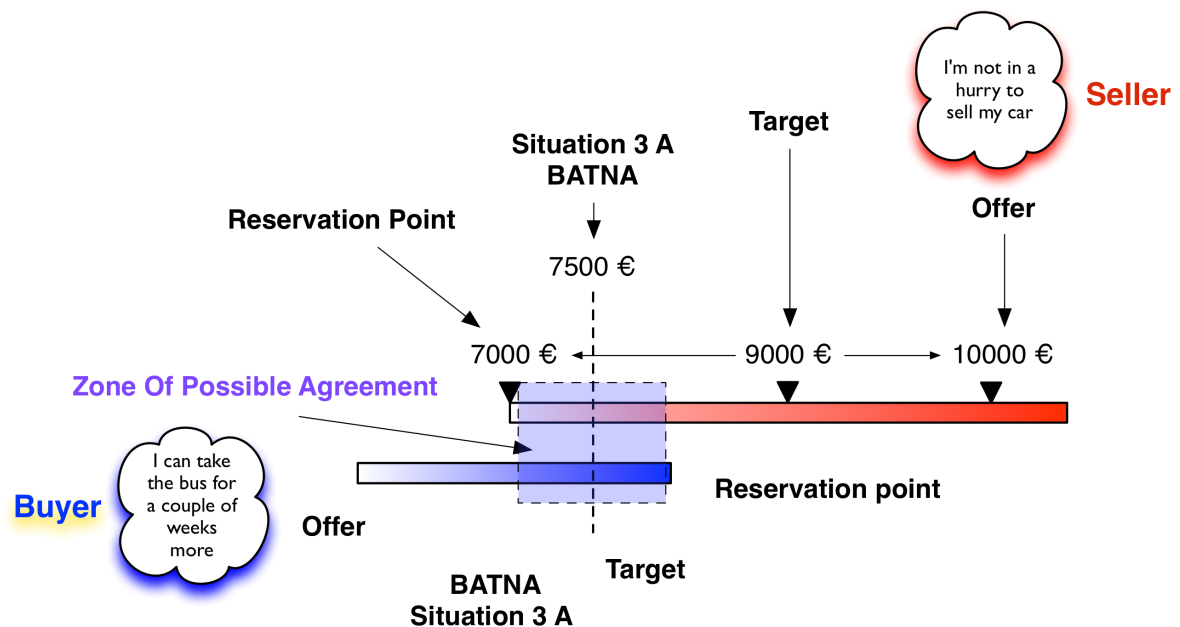 I'm not in a
hurry to
sell my car
Seller
Target
Situation 3 A
BATNA
Offer
Reservation Point
7500 €
7000 €
9000 €
10000 €
Zone Of Possible Agreement
I can take
the bus for
a couple of
weeks
more
Buyer
Reservation point
Offer
Target
BATNA
Situation 3 A